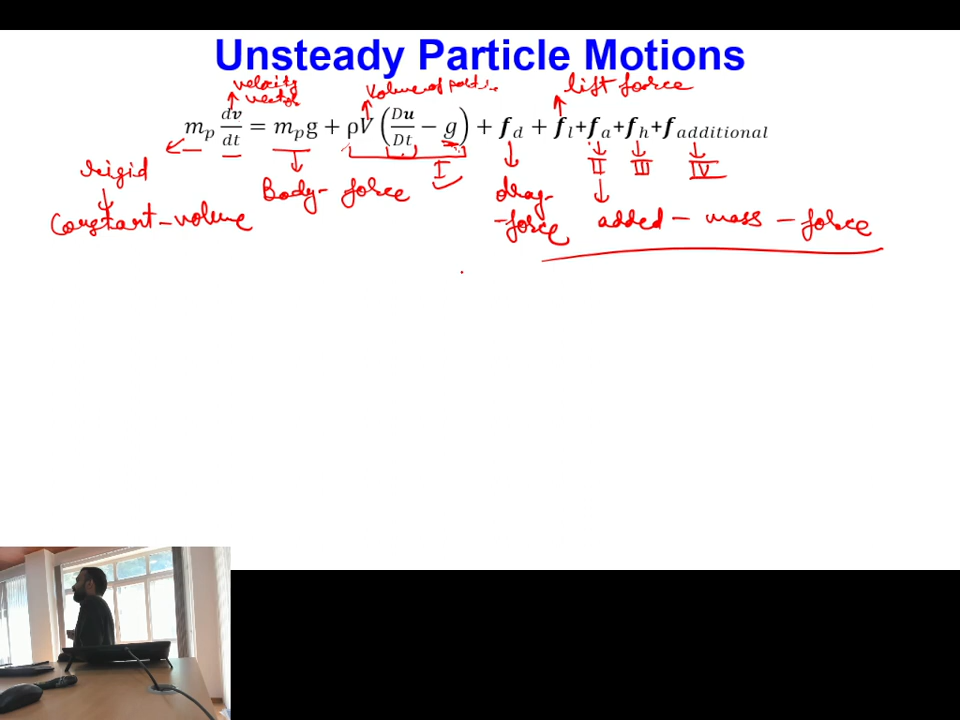 Unsteady Particle Motions
velocity vector
volume of particle
lift force
m_p dv/dt = m_p g + ρV (Du/Dt − g) + f_d + f_l+f_a+f_h+f_additional
I
II
III
IV
rigid
Constant-volume
Body-force
drag-force
added-mass-force